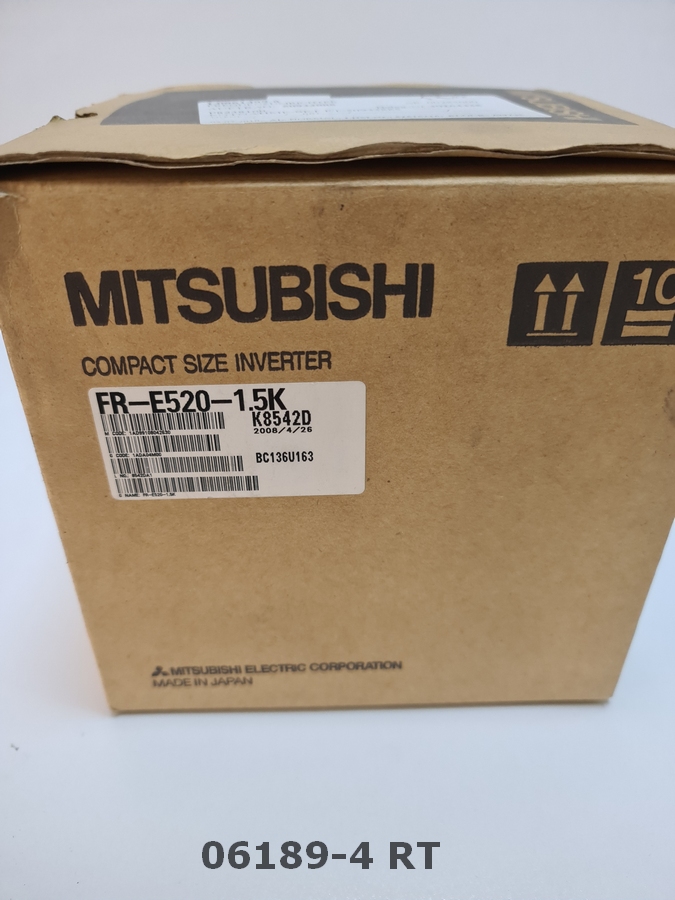 MITSUBISHI
10
COMPACT SIZE INVERTER
FR-E520-1.5K
K8542D
2008/4/26
BC136U163
MITSUBISHI ELECTRIC CORPORATION
MADE IN JAPAN
06189-4 RT